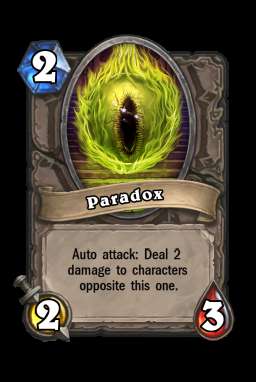 2
Paradox
Auto attack: Deal 2
damage to characters
opposite this one.
2
3